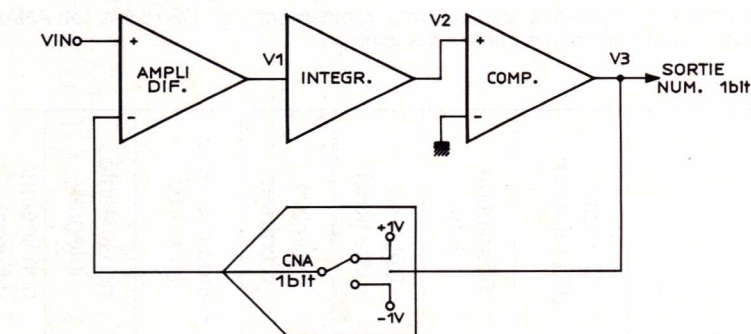 VIN
+
-
AMPLI
DIF.
V1
INTEGR.
V2
+
-
COMP.
V3
SORTIE
NUM. 1bit
CNA
1bit
+1V
-1V